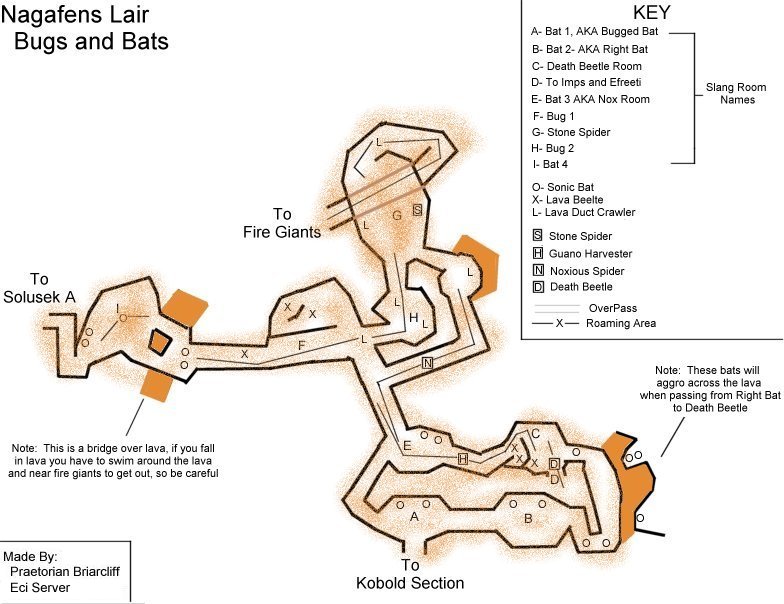 Nagafens Lair
Bugs and Bats
KEY
A- Bat 1, AKA Bugged Bat
B- Bat 2- AKA Right Bat
C- Death Beetle Room
D- To Imps and Efreeti
E- Bat 3 AKA Nox Room
F- Bug 1
G- Stone Spider
H- Bug 2
I- Bat 4
Slang Room
Names
O- Sonic Bat
X- Lava Beelte
L- Lava Duct Crawler
S Stone Spider
H Guano Harvester
N Noxious Spider
D Death Beetle
OverPass
X Roaming Area
L
To
Fire Giants
G S
L
L
To
Solusek A
I
O
O
O
O
O
X
X X
F
L
L
H
L
N
Note: These bats will
aggro across the lava
when passing from Right Bat
to Death Beetle
Note: This is a bridge over lava, if you fall
in lava you have to swim around the lava
and near fire giants to get out, so be careful
E
O O
H
C
X
X X
D
D
O
O O
O
O O
A
O O
B
O O
To
Kobold Section
Made By:
Praetorian Briarcliff
Eci Server